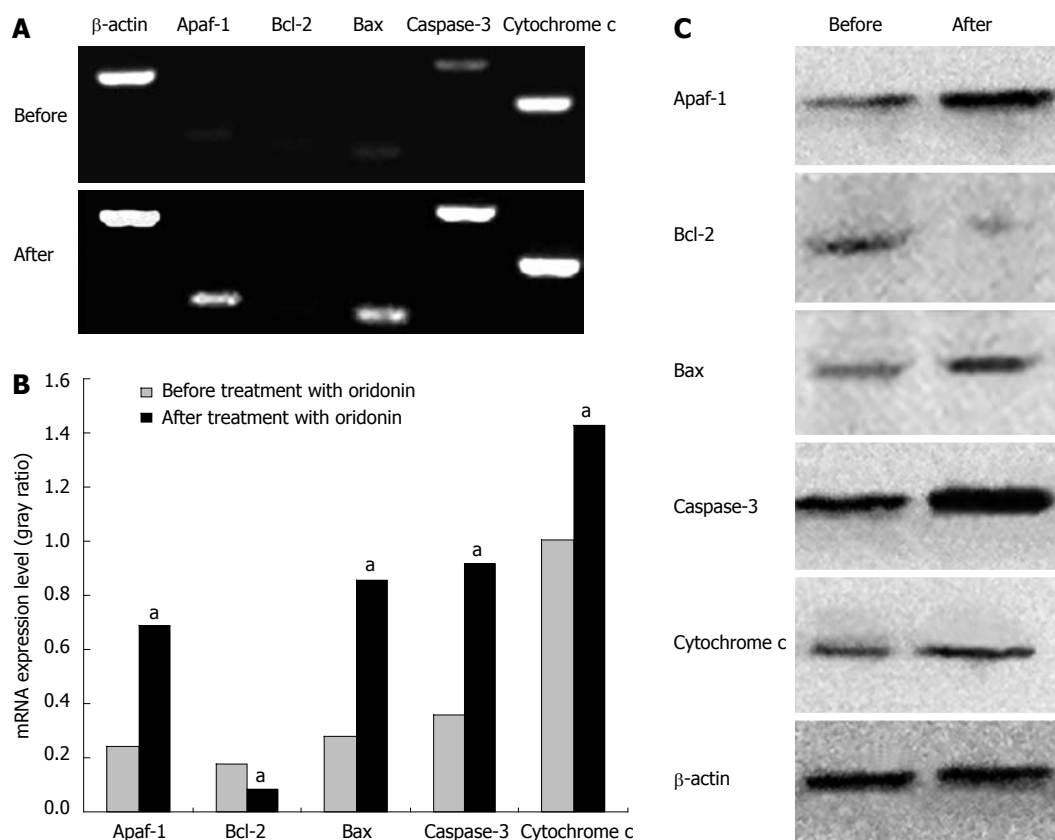 A
β-actin Apaf-1 Bcl-2 Bax Caspase-3 Cytochrome c
Before
After
B
1.6
1.4
1.2
1.0
0.8
0.6
0.4
0.2
0.0
mRNA expression level (gray ratio)
Before treatment with oridonin
After treatment with oridonin
a
a
a
a
a
Apaf-1 Bcl-2 Bax Caspase-3 Cytochrome c
C
Before After
Apaf-1
Bcl-2
Bax
Caspase-3
Cytochrome c
β-actin